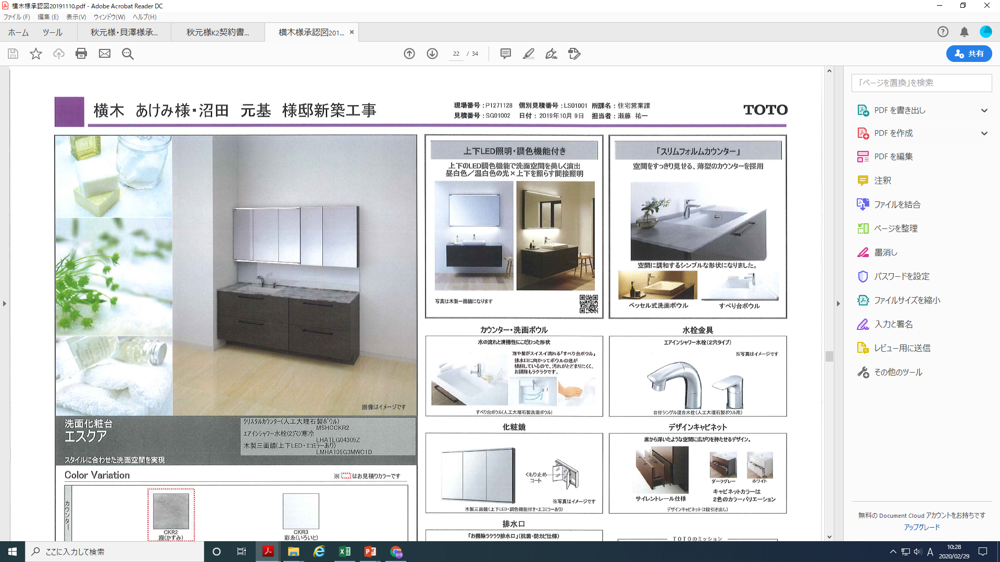 横木様承認図20191110.pdf - Adobe Acrobat Reader DC
ファイル (F) 編集 (E) 表示(V) ウィンドウ(W) ヘルプ(H)
ホーム ツール 秋元様・貝澤様承... 秋元様K2契約書... 横木様承認図201... ×
22 / 34
共有
横木 あけみ様・沼田 元基 様邸新築工事
現場番号：P1271128 個別見積番号：LS01001 所課名：住宅営業課
見積番号：SG01002 日付：2019年10月 9日 担当者：瀬藤 祐一
TOTO
画像はイメージです
洗面化粧台
エスクア
スタイルに合わせた洗面空間を実現
クリスタルカウンター(人工大理石製ボウル)
MSHCCKR2
エアインシャワー水栓(2穴)寒冷
LHATLG04309Z
木製三面鏡(上下LED・エコミラーあり)
LMHA105G3MWC1D
Color Variation
※ はお見積りカラーです
カウンター
CKR2
霞(かすみ)
CKR3
彩糸(いろいと)
上下LED照明・調色機能付き
上下のLED調色機能で洗面空間を美しく演出
昼白色／温白色の光×上下を照らす間接照明
写真は木製一面鏡になります
「スリムフォルムカウンター」
空間をすっきり見せる、薄型のカウンターを採用
空間に調和するシンプルな形状になりました。
ベッセル式洗面ボウル
すべり台ボウル
カウンター・洗面ボウル
水の流れと清掃性にこだわった形状
泡や髪がスイスイ流れる「すべり台ボウル」
排水口に向かってボウルの底が
傾斜しているので、汚れがとどまりにくく、
お掃除もラクラクです。
すべり台ボウル(人工大理石製洗面ボウル)
水栓金具
エアインシャワー水栓(2穴タイプ)
※写真はイメージです
台付シングル混合水栓(人工大理石製ボウル用)
化粧鏡
くもり止め
コート
※写真はイメージです
木製三面鏡(上下LED・調色機能付き・エコミラーあり)
デザインキャビネット
床から浮いたような空間に広がりを持たせるデザイン。
ダークグレー
ホワイト
サイレントレール仕様
キャビネットカラーは
2色のカラーバリエーション
デザインキャビネット(2段引き出し)
排水口
「お掃除ラクラク排水口」(抗菌・防カビ仕様)
TOTOのミッション
「ページを置換」を検索
PDF を書き出し
PDF を作成
PDF を編集
注釈
ファイルを結合
ページを整理
墨消し
パスワードを設定
ファイルサイズを縮小
入力と署名
レビュー用に送信
その他のツール
無料の Document Cloud アカウントをお持ちです
アップグレード
ここに入力して検索
A
10:28
2020/02/29